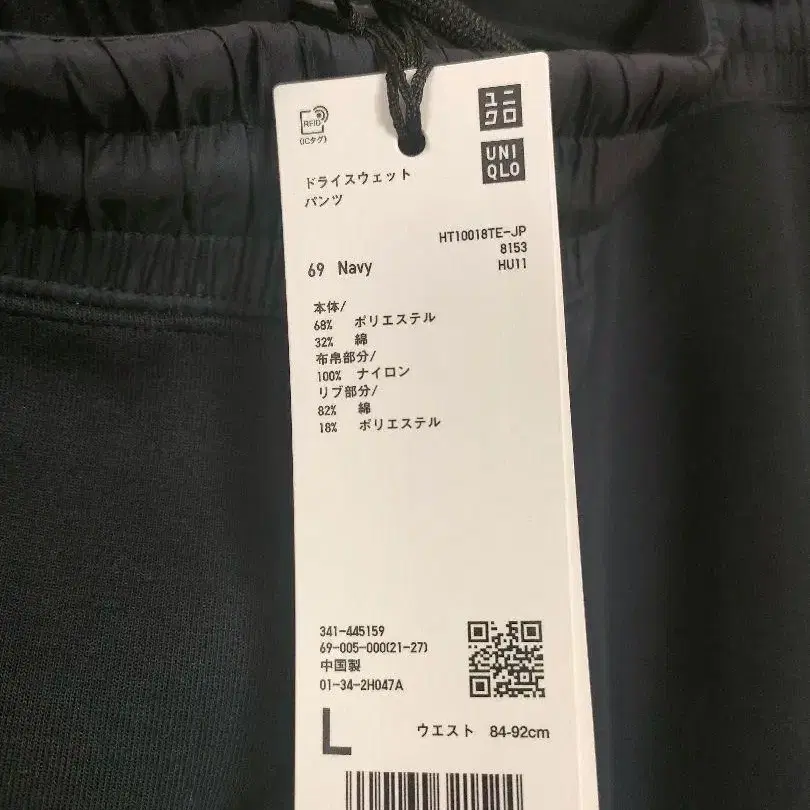 RFID
(ICタグ)
ユニ
クロ
UNI
QLO
ドライスウェット
パンツ
HT10018TE-JP
8153
69 Navy
HU11
本体/
68% ポリエステル
32% 綿
布帛部分/
100% ナイロン
リブ部分/
82% 綿
18% ポリエステル
341-445159
69-005-000(21-27)
中国製
01-34-2H047A
L
ウエスト 84-92cm